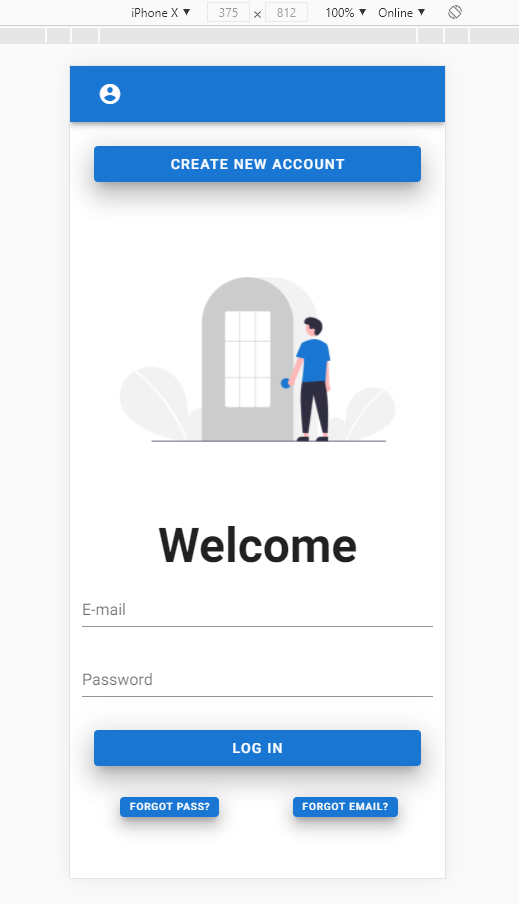 iPhone X ▼ 375 × 812 100% ▼ Online ▼
CREATE NEW ACCOUNT
Welcome
E-mail
Password
LOG IN
FORGOT PASS? FORGOT EMAIL?